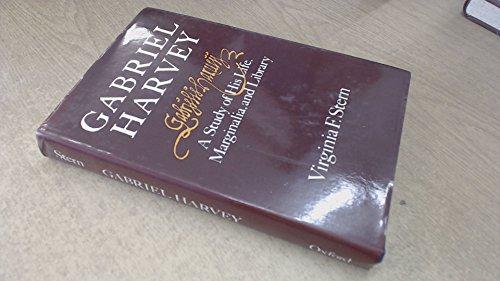 GABRIEL
HARVEY
A Study of His Life,
Marginalia, and Library
Virginia F. Stern
Stern GABRIEL HARVEY Oxford